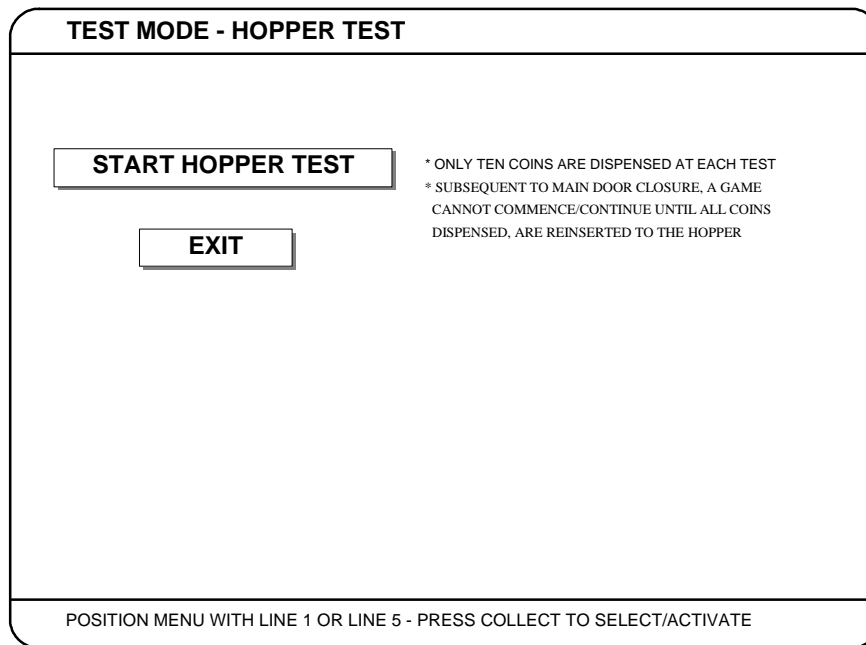 TEST MODE - HOPPER TEST
START HOPPER TEST
* ONLY TEN COINS ARE DISPENSED AT EACH TEST
* SUBSEQUENT TO MAIN DOOR CLOSURE, A GAME
CANNOT COMMENCE/CONTINUE UNTIL ALL COINS
DISPENSED, ARE REINSERTED TO THE HOPPER
EXIT
POSITION MENU WITH LINE 1 OR LINE 5 - PRESS COLLECT TO SELECT/ACTIVATE